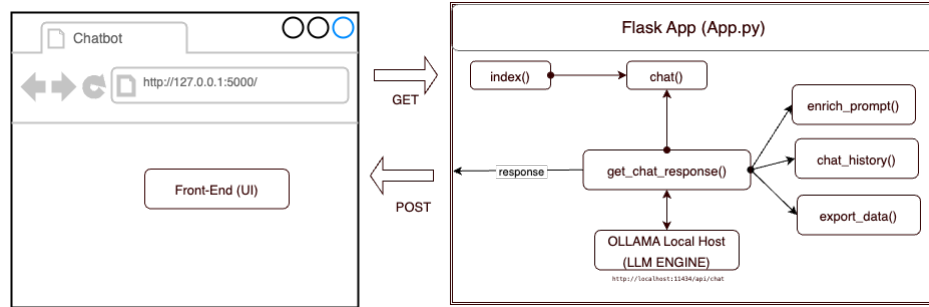 Chatbot
http://127.0.0.1:5000/
Front-End (UI)
GET
POST
Flask App (App.py)
index()
chat()
enrich_prompt()
chat_history()
export_data()
response
get_chat_response()
OLLAMA Local Host
(LLM ENGINE)
http://localhost:11434/api/chat